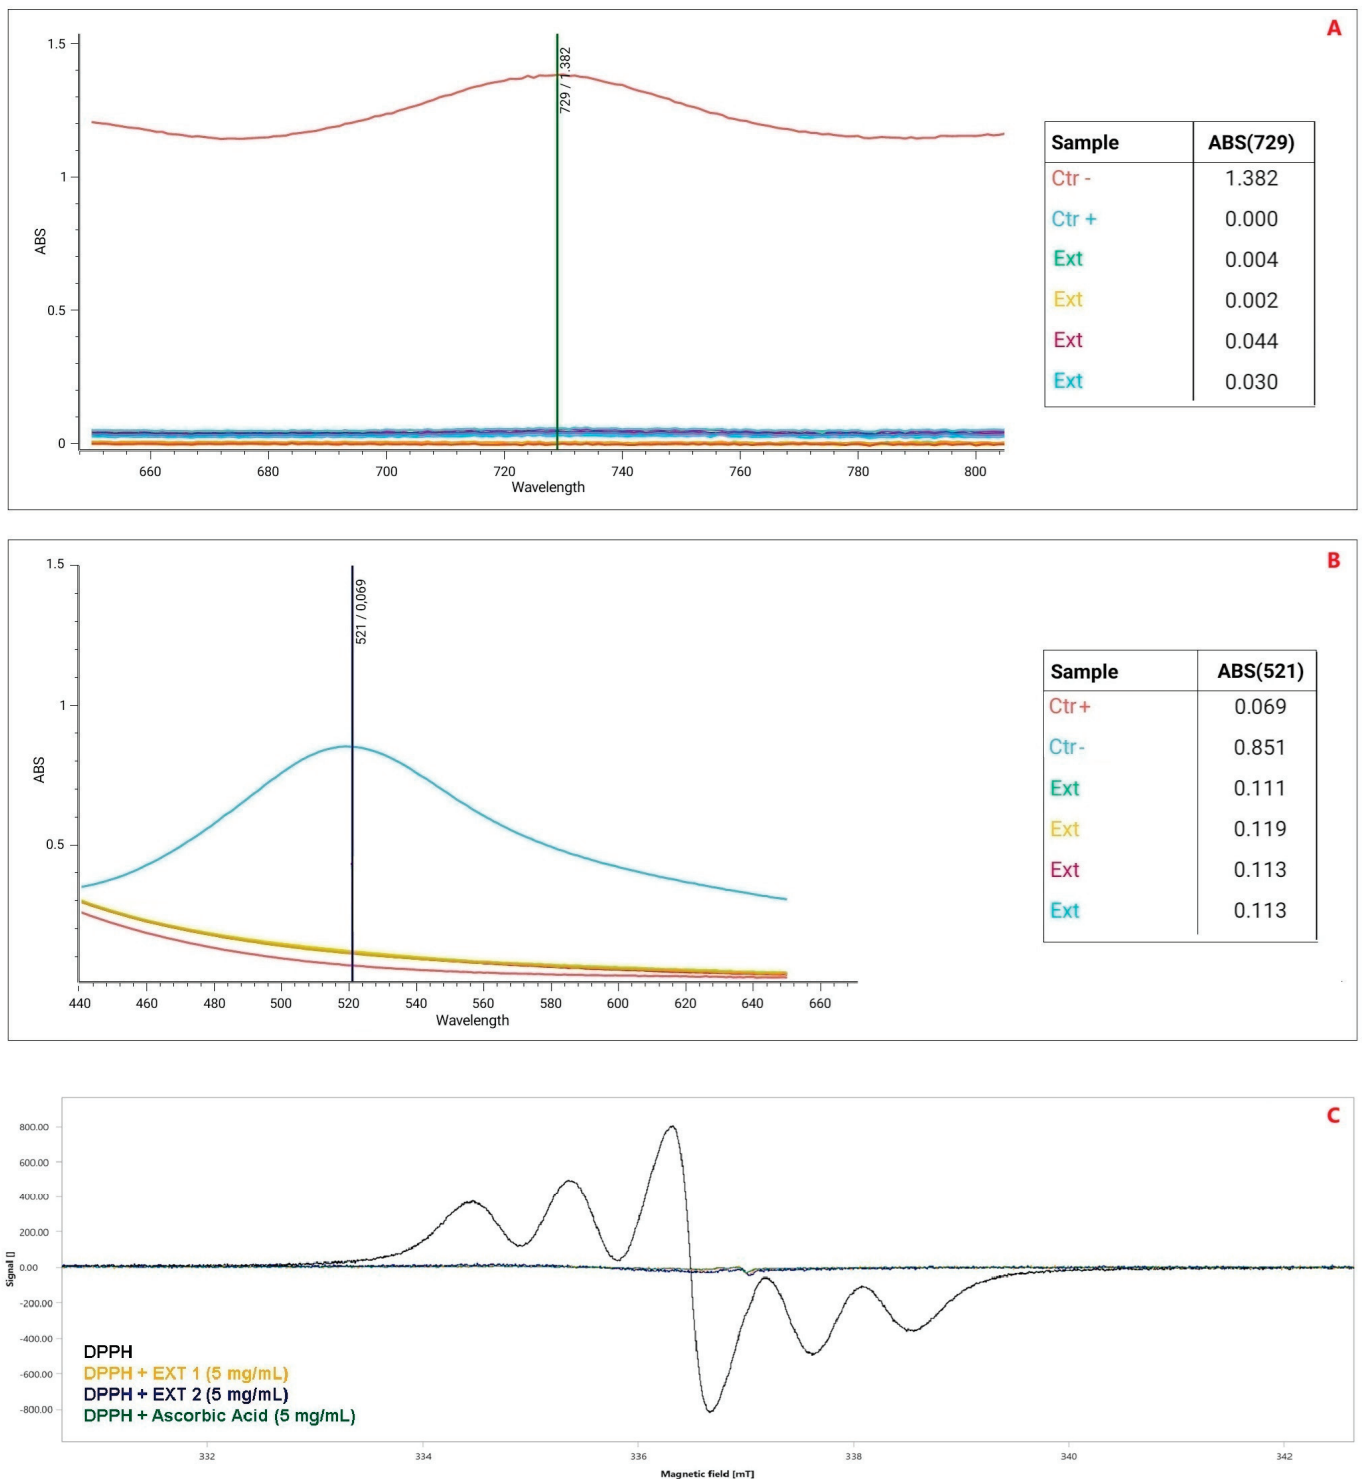 A
1.5
1
0.5
0
ABS
729 / 1.382
660 680 700 720 740 760 780 800
Wavelength
Sample ABS(729)
Ctr - 1.382
Ctr + 0.000
Ext 0.004
Ext 0.002
Ext 0.044
Ext 0.030
B
1.5
1
0.5
ABS
521 / 0,069
440 460 480 500 520 540 560 580 600 620 640 660
Wavelength
Sample ABS(521)
Ctr+ 0.069
Ctr- 0.851
Ext 0.111
Ext 0.119
Ext 0.113
Ext 0.113
C
800.00
600.00
400.00
200.00
0.00
-200.00
-400.00
-600.00
-800.00
Signal []
DPPH
DPPH + EXT 1 (5 mg/mL)
DPPH + EXT 2 (5 mg/mL)
DPPH + Ascorbic Acid (5 mg/mL)
332 334 336 338 340 342
Magnetic field [mT]